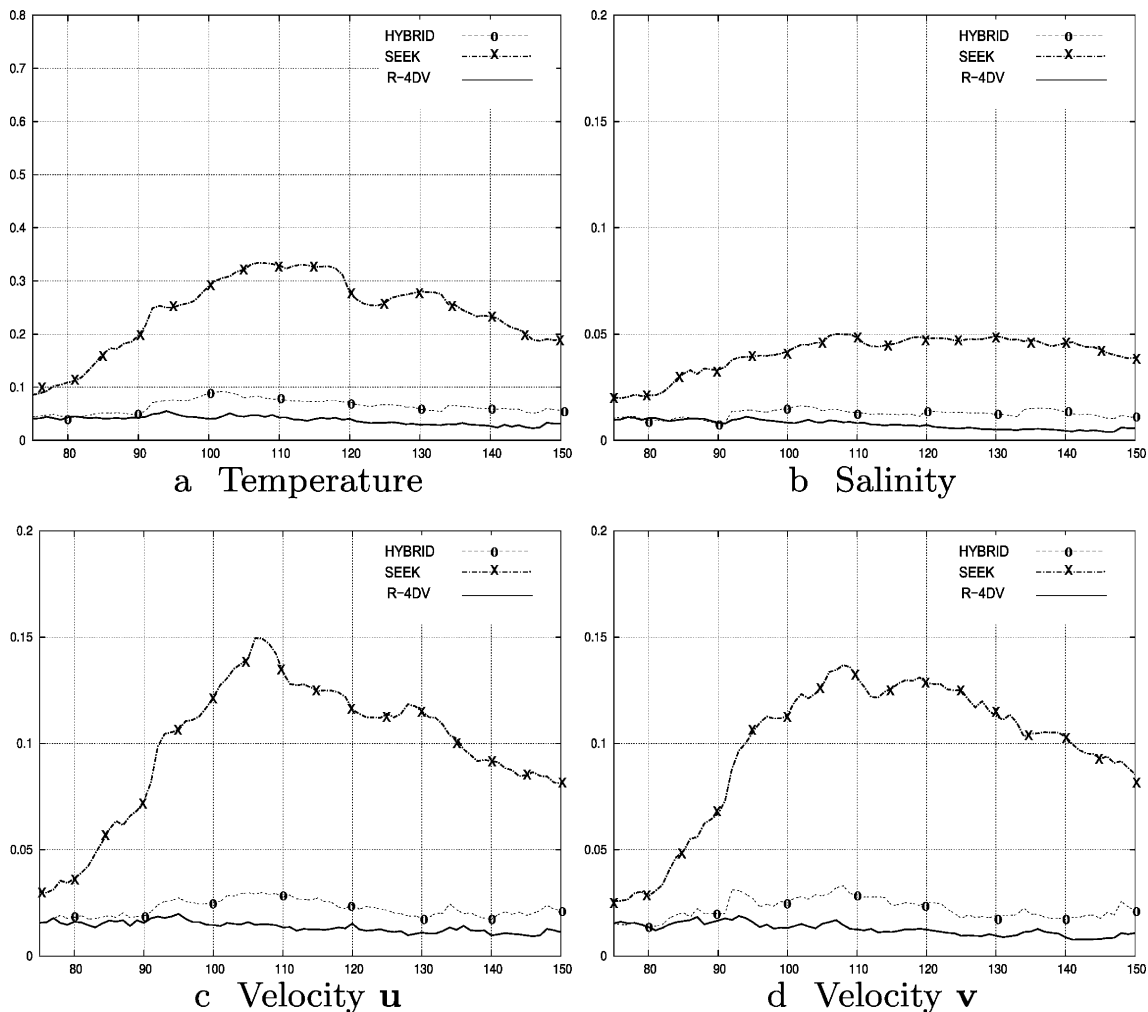 0.8
0.7
0.6
0.5
0.4
0.3
0.2
0.1
0
80 90 100 110 120 130 140 150
HYBRID
SEEK
R-4DV
a Temperature
0.2
0.15
0.1
0.05
0
80 90 100 110 120 130 140 150
HYBRID
SEEK
R-4DV
b Salinity
0.2
0.15
0.1
0.05
0
80 90 100 110 120 130 140 150
HYBRID
SEEK
R-4DV
c Velocity u
0.2
0.15
0.1
0.05
0
80 90 100 110 120 130 140 150
HYBRID
SEEK
R-4DV
d Velocity v